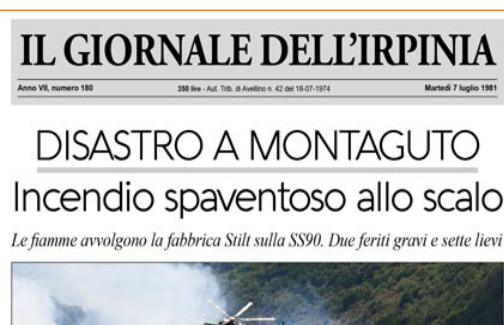 IL GIORNALE DELL'IRPINIA
Anno VII, numero 180 350 lire - Aut. Trib. di Avellino n. 42 del 18-07-1974 Martedì 7 luglio 1981
DISASTRO A MONTAGUTO
Incendio spaventoso allo scalo
Le fiamme avvolgono la fabbrica Stilt sulla SS90. Due feriti gravi e sette lievi